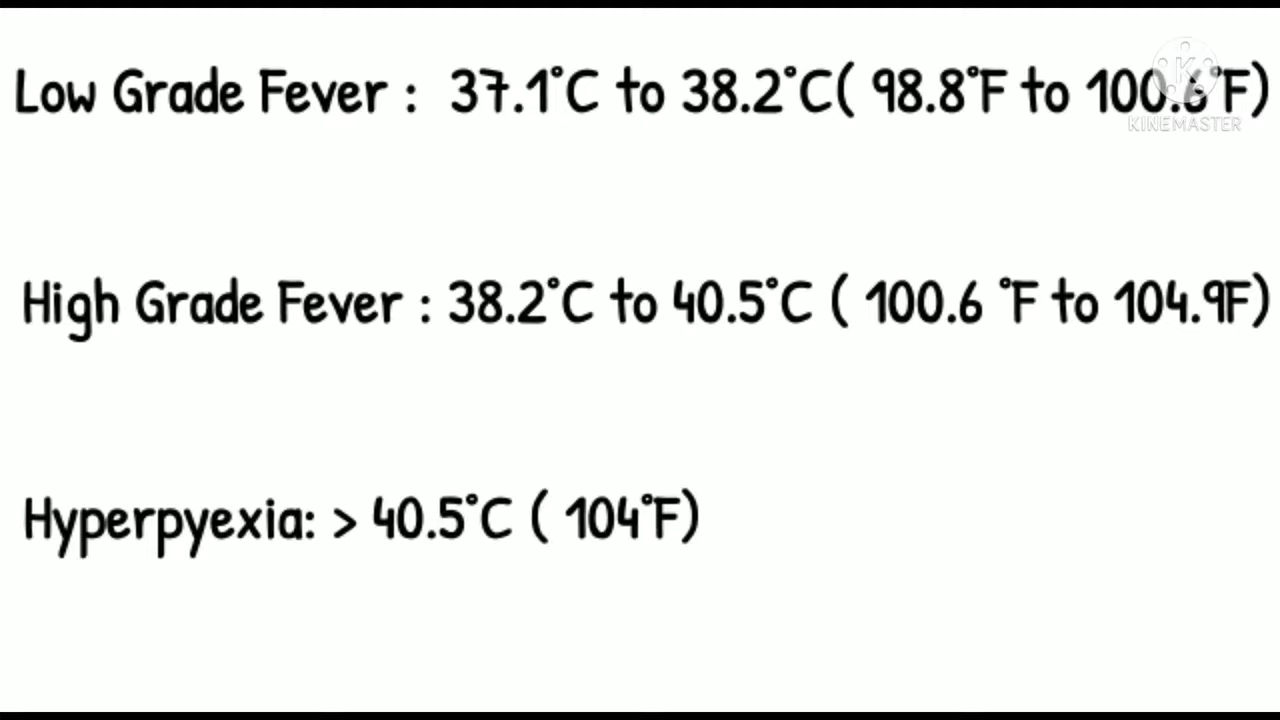 Low Grade Fever : 37.1°C to 38.2°C( 98.8°F to 100.6°F)
KINEMASTER
High Grade Fever : 38.2°C to 40.5°C ( 100.6 °F to 104.9F)
Hyperpyexia: > 40.5°C ( 104°F)